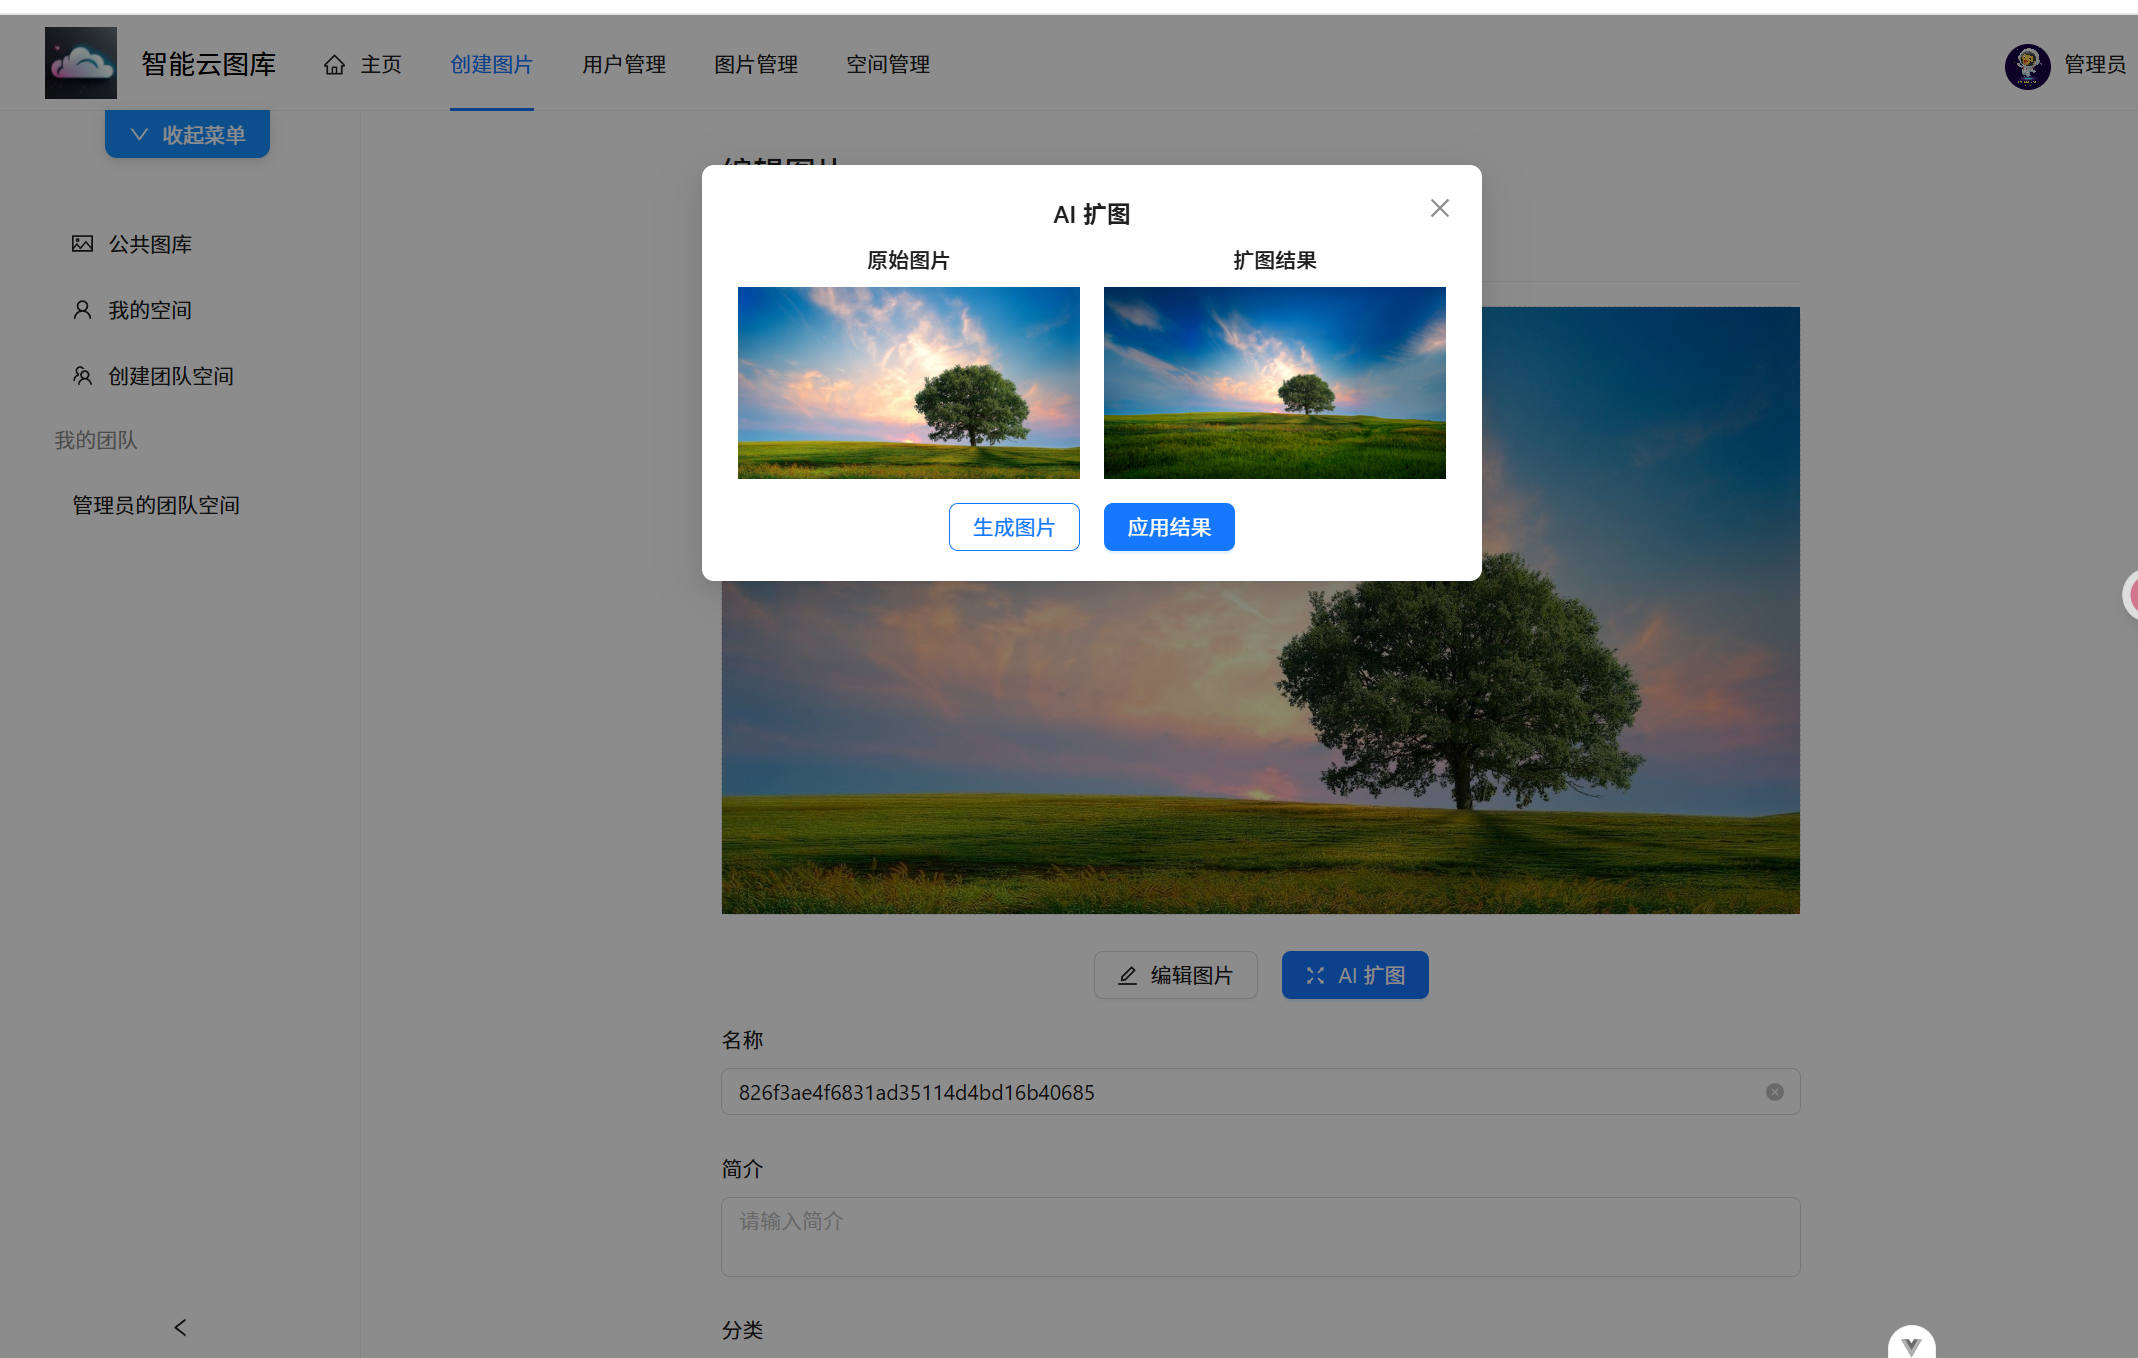 智能云图库
主页
创建图片
用户管理
图片管理
空间管理
管理员
收起菜单
公共图库
我的空间
创建团队空间
我的团队
管理员的团队空间
编辑图片
AI 扩图
原始图片
扩图结果
生成图片
应用结果
编辑图片
AI 扩图
名称
826f3ae4f6831ad35114d4bd16b40685
简介
请输入简介
分类